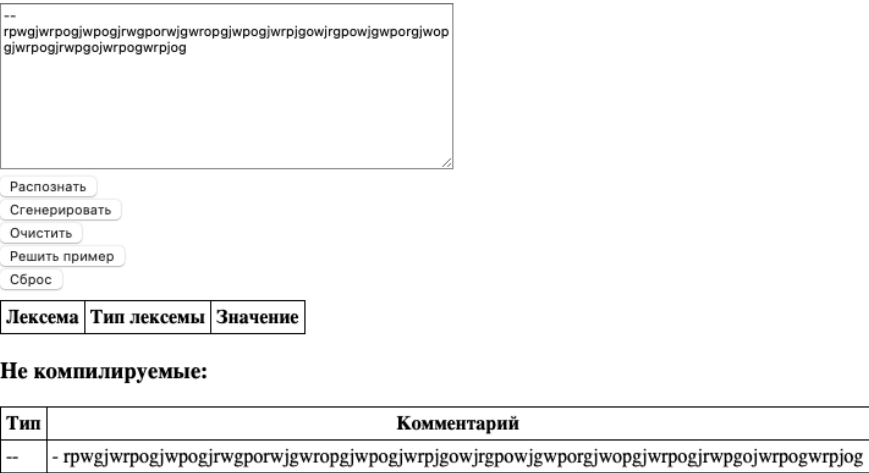 --
rpwgjwrpogjwpogjrwgporwjgwropgjwpogjwrpjgowjrgpowjgwporgjwop
gjwrpogjrwpgojwrpogwrpjog
Распознать
Сгенерировать
Очистить
Решить пример
Сброс
Лексема Тип лексемы Значение
Не компилируемые:
Тип Комментарий
-- - rpwgjwrpogjwpogjrwgporwjgwropgjwpogjwrpjgowjrgpowjgwporgjwopgjwrpogjrwpgojwrpogwrpjog